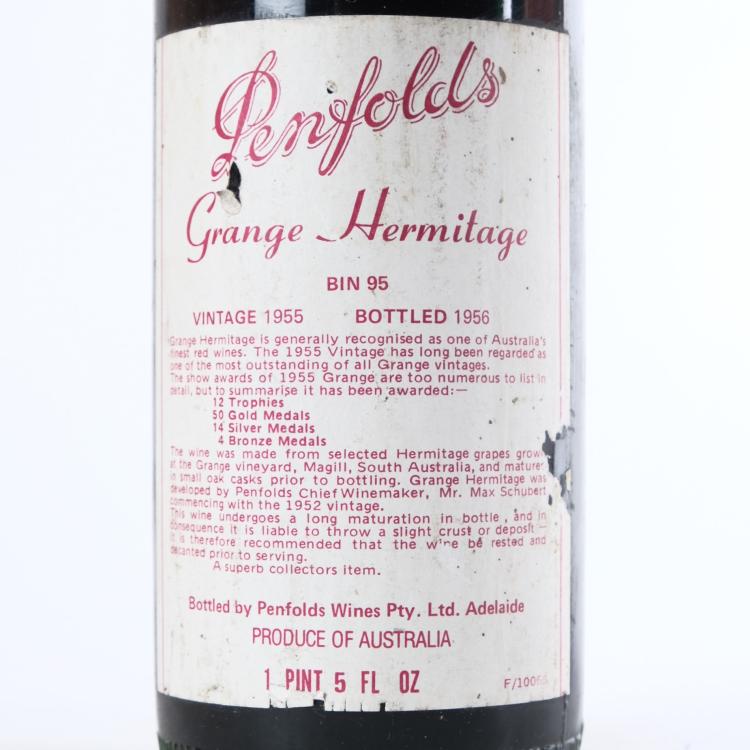 Penfolds
Grange Hermitage
BIN 95
VINTAGE 1955 BOTTLED 1956
Grange Hermitage is generally recognised as one of Australia's
finest red wines. The 1955 Vintage has long been regarded as
one of the most outstanding of all Grange vintages.
The show awards of 1955 Grange are too numerous to list in
detail, but to summarise it has been awarded:—
12 Trophies
50 Gold Medals
14 Silver Medals
4 Bronze Medals
The wine was made from selected Hermitage grapes grown
at the Grange vineyard, Magill, South Australia, and matured
in small oak casks prior to bottling. Grange Hermitage was
developed by Penfolds Chief Winemaker, Mr. Max Schubert
commencing with the 1952 vintage.
This wine undergoes a long maturation in bottle, and in
consequence it is liable to throw a slight crust or deposit —
it is therefore recommended that the wine be rested and
decanted prior to serving.
A superb collectors item.
Bottled by Penfolds Wines Pty. Ltd. Adelaide
PRODUCE OF AUSTRALIA
1 PINT 5 FL OZ